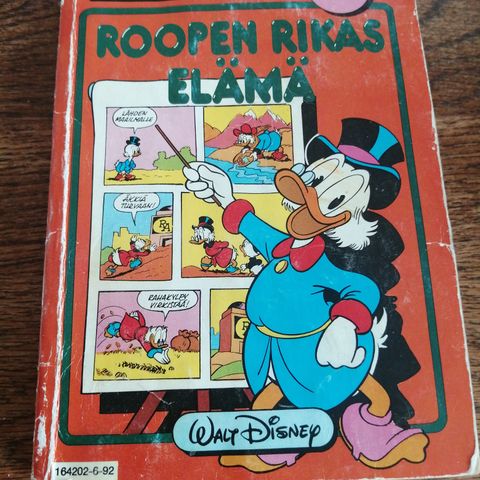 ROOPEN RIKAS
ELÄMÄ
LÄHDEN
MAAILMALLE
ÄKKIÄ
TURVAAN!
RAHAKYLPY
VIRKISTÄÄ!
WALT DISNEY
164202-6-92